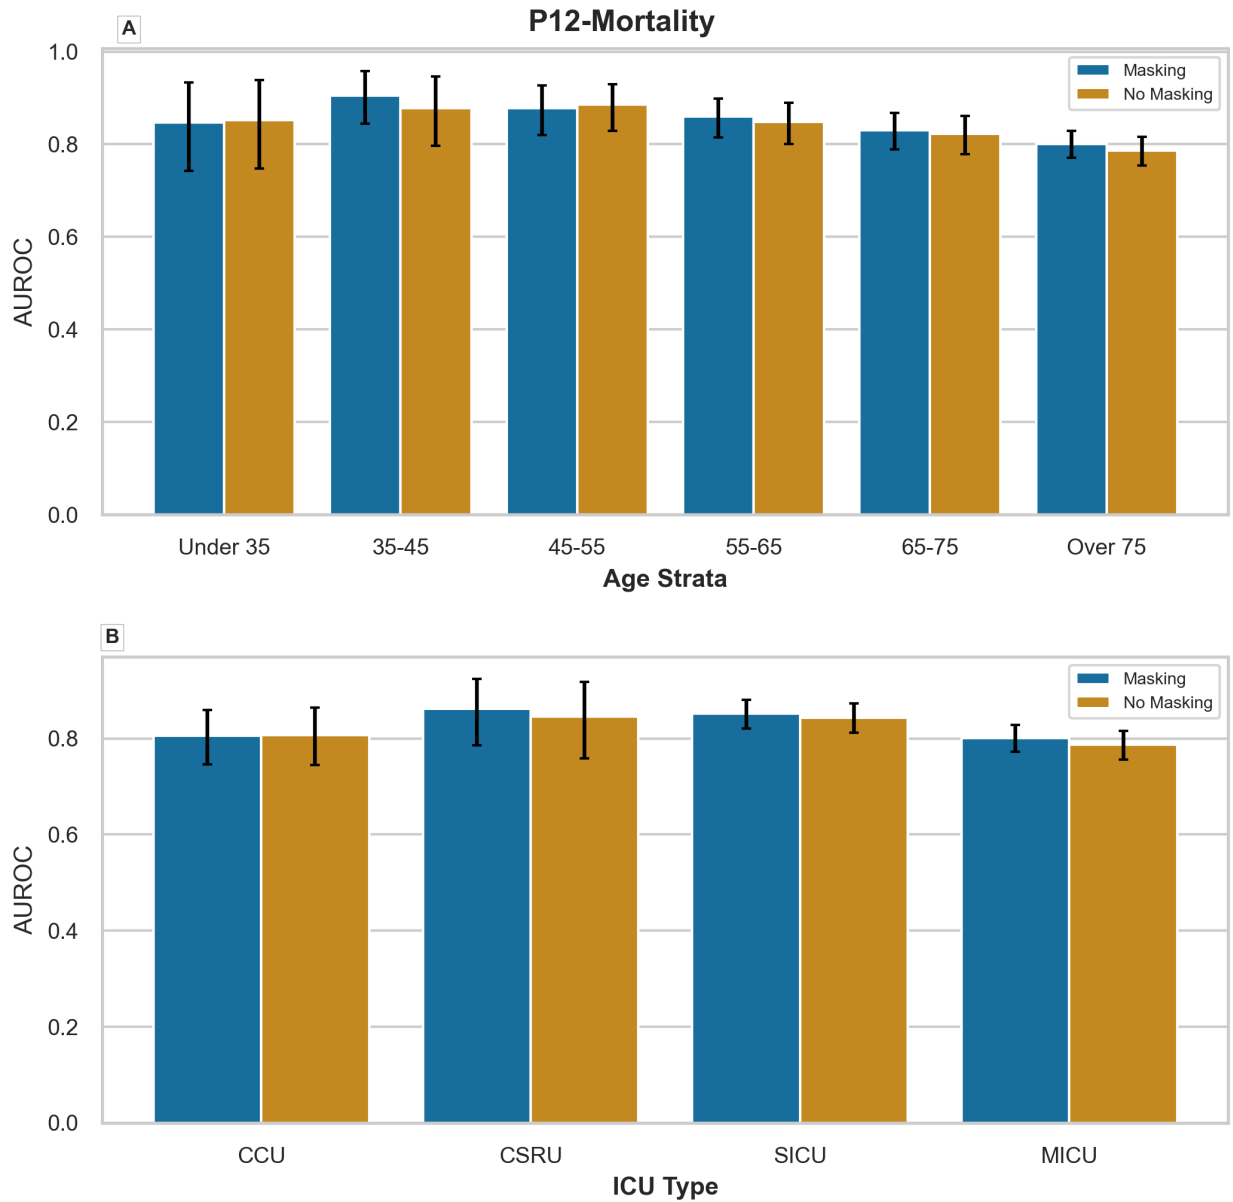 P12-Mortality
A
Masking
No Masking
1.0
0.8
0.6
0.4
0.2
0.0
AUROC
Under 35 35-45 45-55 55-65 65-75 Over 75
Age Strata
B
Masking
No Masking
0.8
0.6
0.4
0.2
0.0
AUROC
CCU CSRU SICU MICU
ICU Type